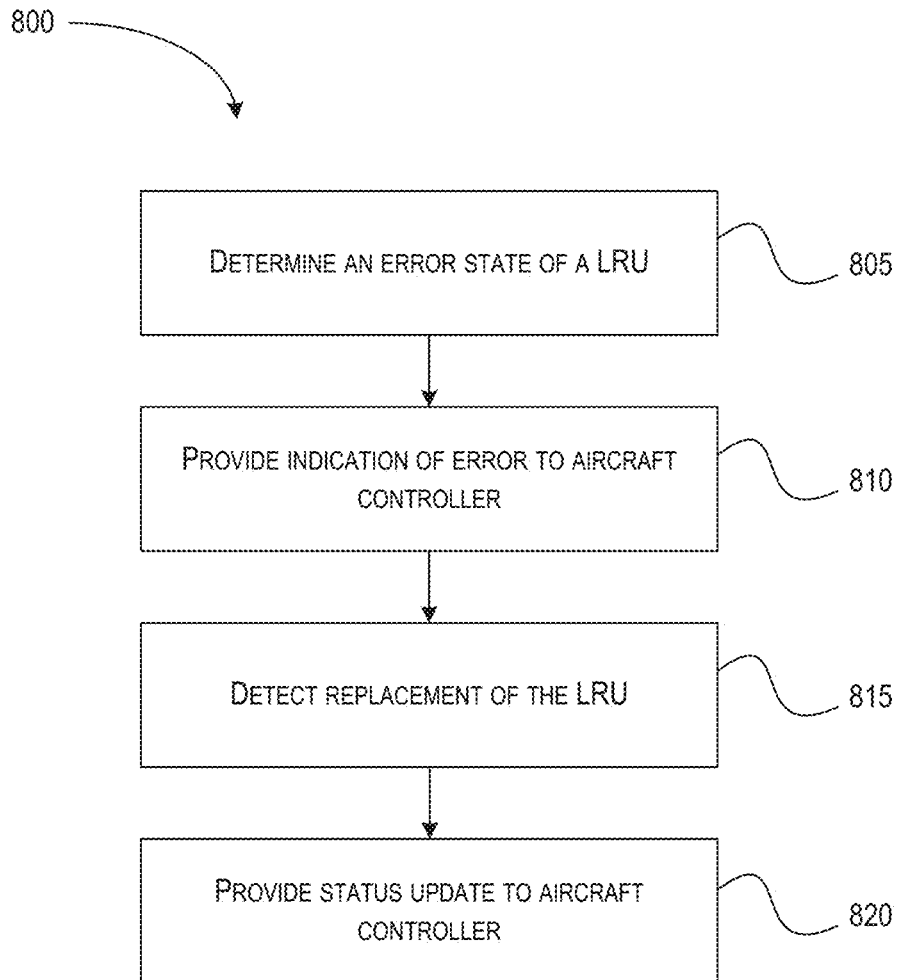 800
DETERMINE AN ERROR STATE OF A LRU
805
PROVIDE INDICATION OF ERROR TO AIRCRAFT
CONTROLLER
810
DETECT REPLACEMENT OF THE LRU
815
PROVIDE STATUS UPDATE TO AIRCRAFT
CONTROLLER
820